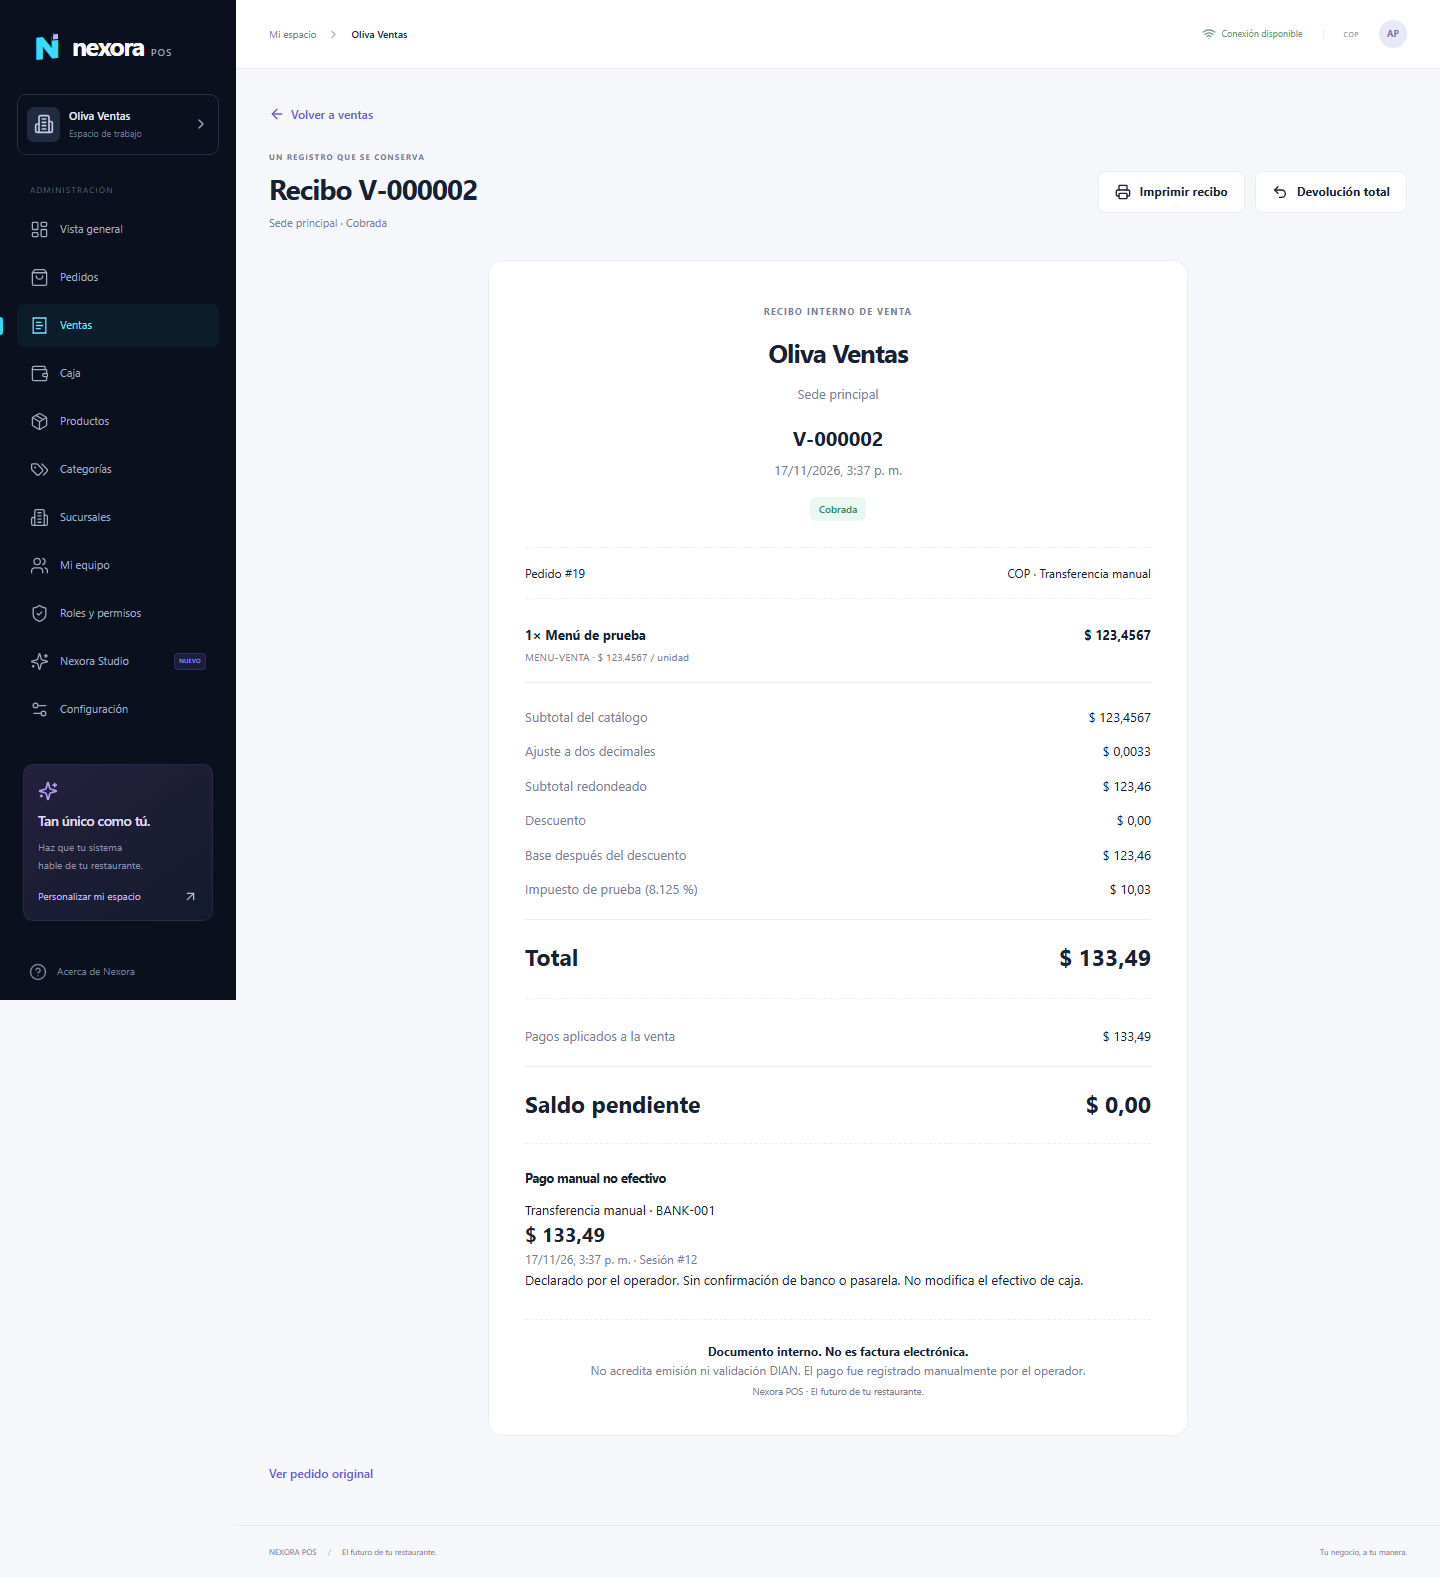 nexora POS
Oliva Ventas
Espacio de trabajo
ADMINISTRACIÓN
Vista general
Pedidos
Ventas
Caja
Productos
Categorías
Sucursales
Mi equipo
Roles y permisos
Nexora Studio NUEVO
Configuración
Tan único como tú.
Haz que tu sistema
hable de tu restaurante.
Personalizar mi espacio
Acerca de Nexora
Mi espacio Oliva Ventas
Conexión disponible COP AP
Volver a ventas
UN REGISTRO QUE SE CONSERVA
Recibo V-000002
Sede principal · Cobrada
Imprimir recibo Devolución total
RECIBO INTERNO DE VENTA
Oliva Ventas
Sede principal
V-000002
17/11/2026, 3:37 p. m.
Cobrada
Pedido #19 COP · Transferencia manual
1× Menú de prueba $ 123,4567
MENU-VENTA · $ 123,4567 / unidad
Subtotal del catálogo $ 123,4567
Ajuste a dos decimales $ 0,0033
Subtotal redondeado $ 123,46
Descuento $ 0,00
Base después del descuento $ 123,46
Impuesto de prueba (8.125 %) $ 10,03
Total $ 133,49
Pagos aplicados a la venta $ 133,49
Saldo pendiente $ 0,00
Pago manual no efectivo
Transferencia manual · BANK-001
$ 133,49
17/11/26, 3:37 p. m. · Sesión #12
Declarado por el operador. Sin confirmación de banco o pasarela. No modifica el efectivo de caja.
Documento interno. No es factura electrónica.
No acredita emisión ni validación DIAN. El pago fue registrado manualmente por el operador.
Nexora POS · El futuro de tu restaurante.
Ver pedido original
NEXORA POS / El futuro de tu restaurante.
Tu negocio, a tu manera.